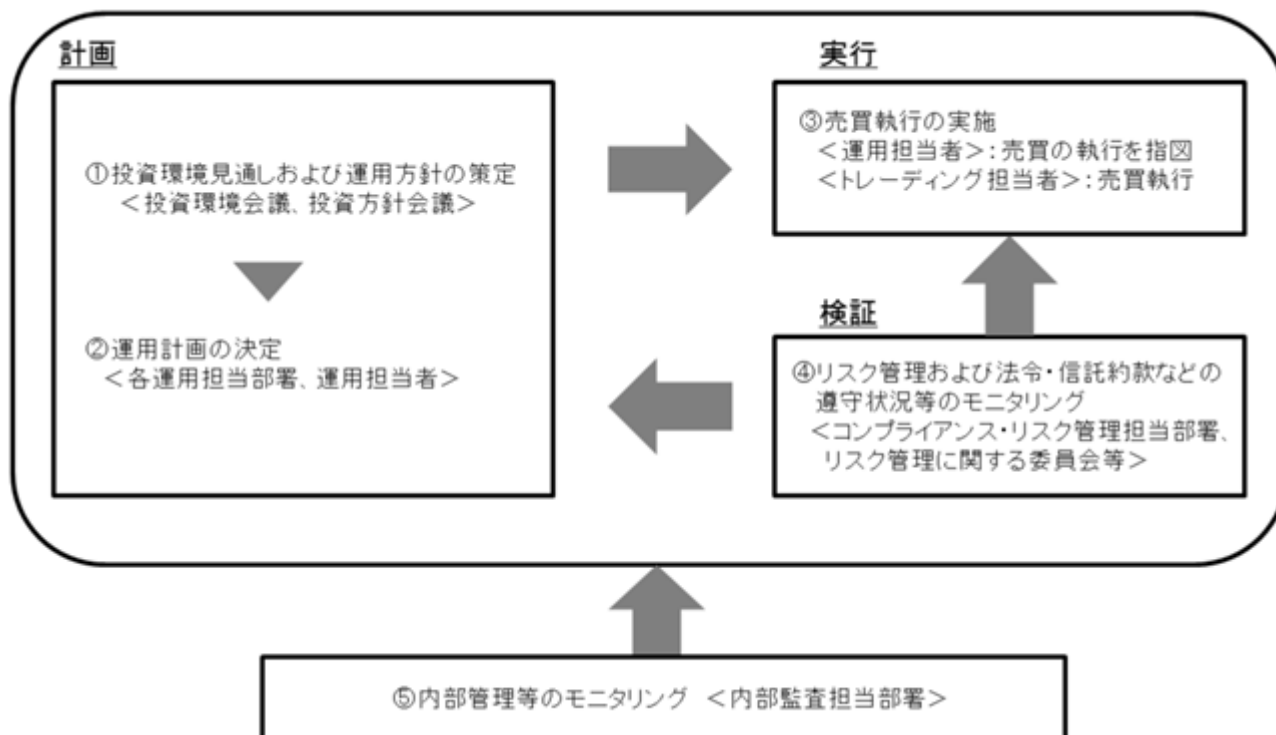 計画
①投資環境見通しおよび運用方針の策定
＜投資環境会議、投資方針会議＞
②運用計画の決定
＜各運用担当部署、運用担当者＞
実行
③売買執行の実施
＜運用担当者＞：売買の執行を指図
＜トレーディング担当者＞：売買執行
検証
④リスク管理および法令・信託約款などの
遵守状況等のモニタリング
＜コンプライアンス・リスク管理担当部署、
リスク管理に関する委員会等＞
⑤内部管理等のモニタリング ＜内部監査担当部署＞